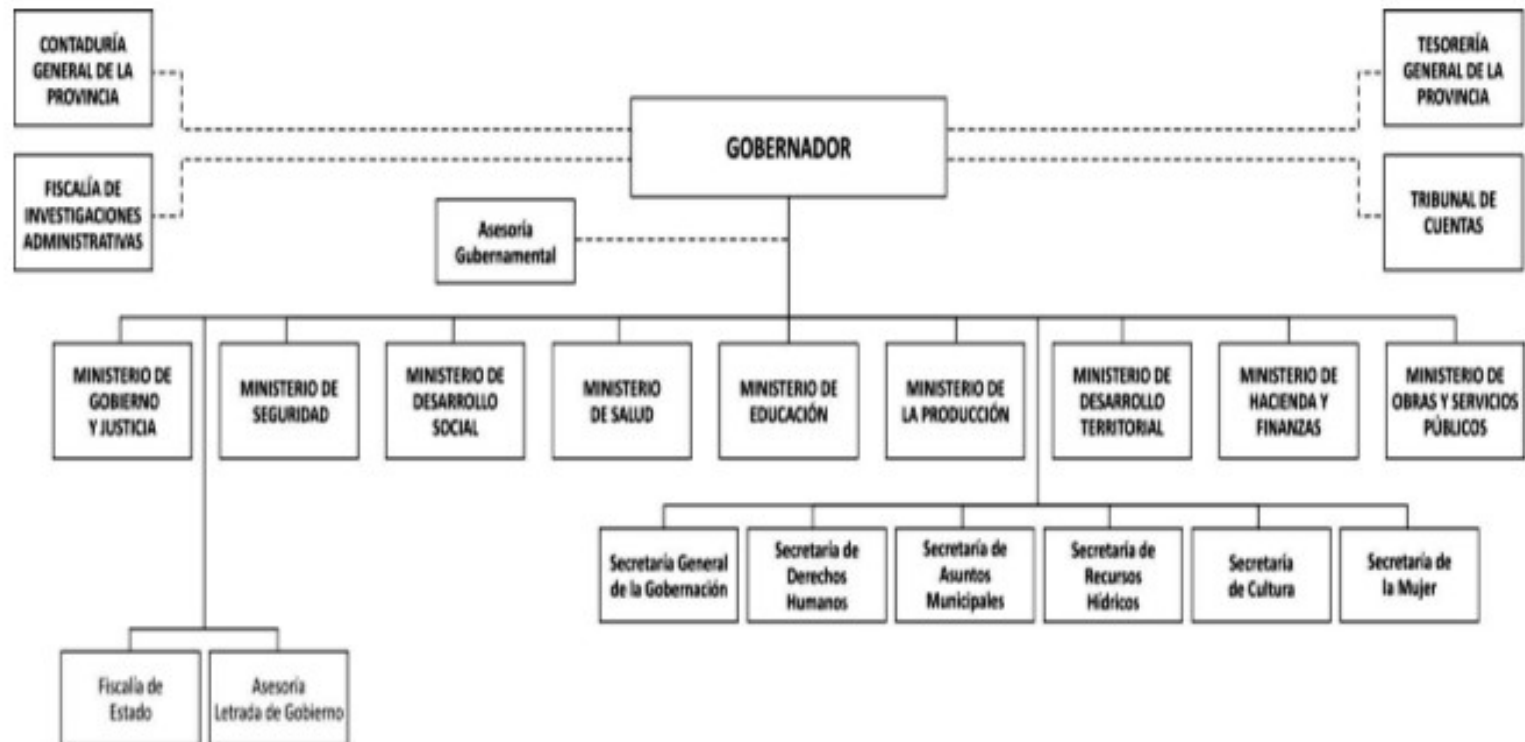 CONTADURÍA
GENERAL DE LA
PROVINCIA
TESORERÍA
GENERAL DE LA
PROVINCIA
GOBERNADOR
FISCALÍA DE
INVESTIGACIONES
ADMINISTRATIVAS
TRIBUNAL DE
CUENTAS
Asesoría
Gubernamental
MINISTERIO DE
GOBIERNO
Y JUSTICIA
MINISTERIO DE
SEGURIDAD
MINISTERIO DE
DESARROLLO
SOCIAL
MINISTERIO
DE SALUD
MINISTERIO DE
EDUCACIÓN
MINISTERIO DE
LA PRODUCCIÓN
MINISTERIO DE
DESARROLLO
TERRITORIAL
MINISTERIO DE
HACIENDA Y
FINANZAS
MINISTERIO DE
OBRAS Y SERVICIOS
PÚBLICOS
Secretaría General
de la Gobernación
Secretaría de
Derechos
Humanos
Secretaría de
Asuntos
Municipales
Secretaría de
Recursos
Hídricos
Secretaría
de Cultura
Secretaría de
la Mujer
Fiscalía de
Estado
Asesoría
Letrada de Gobierno